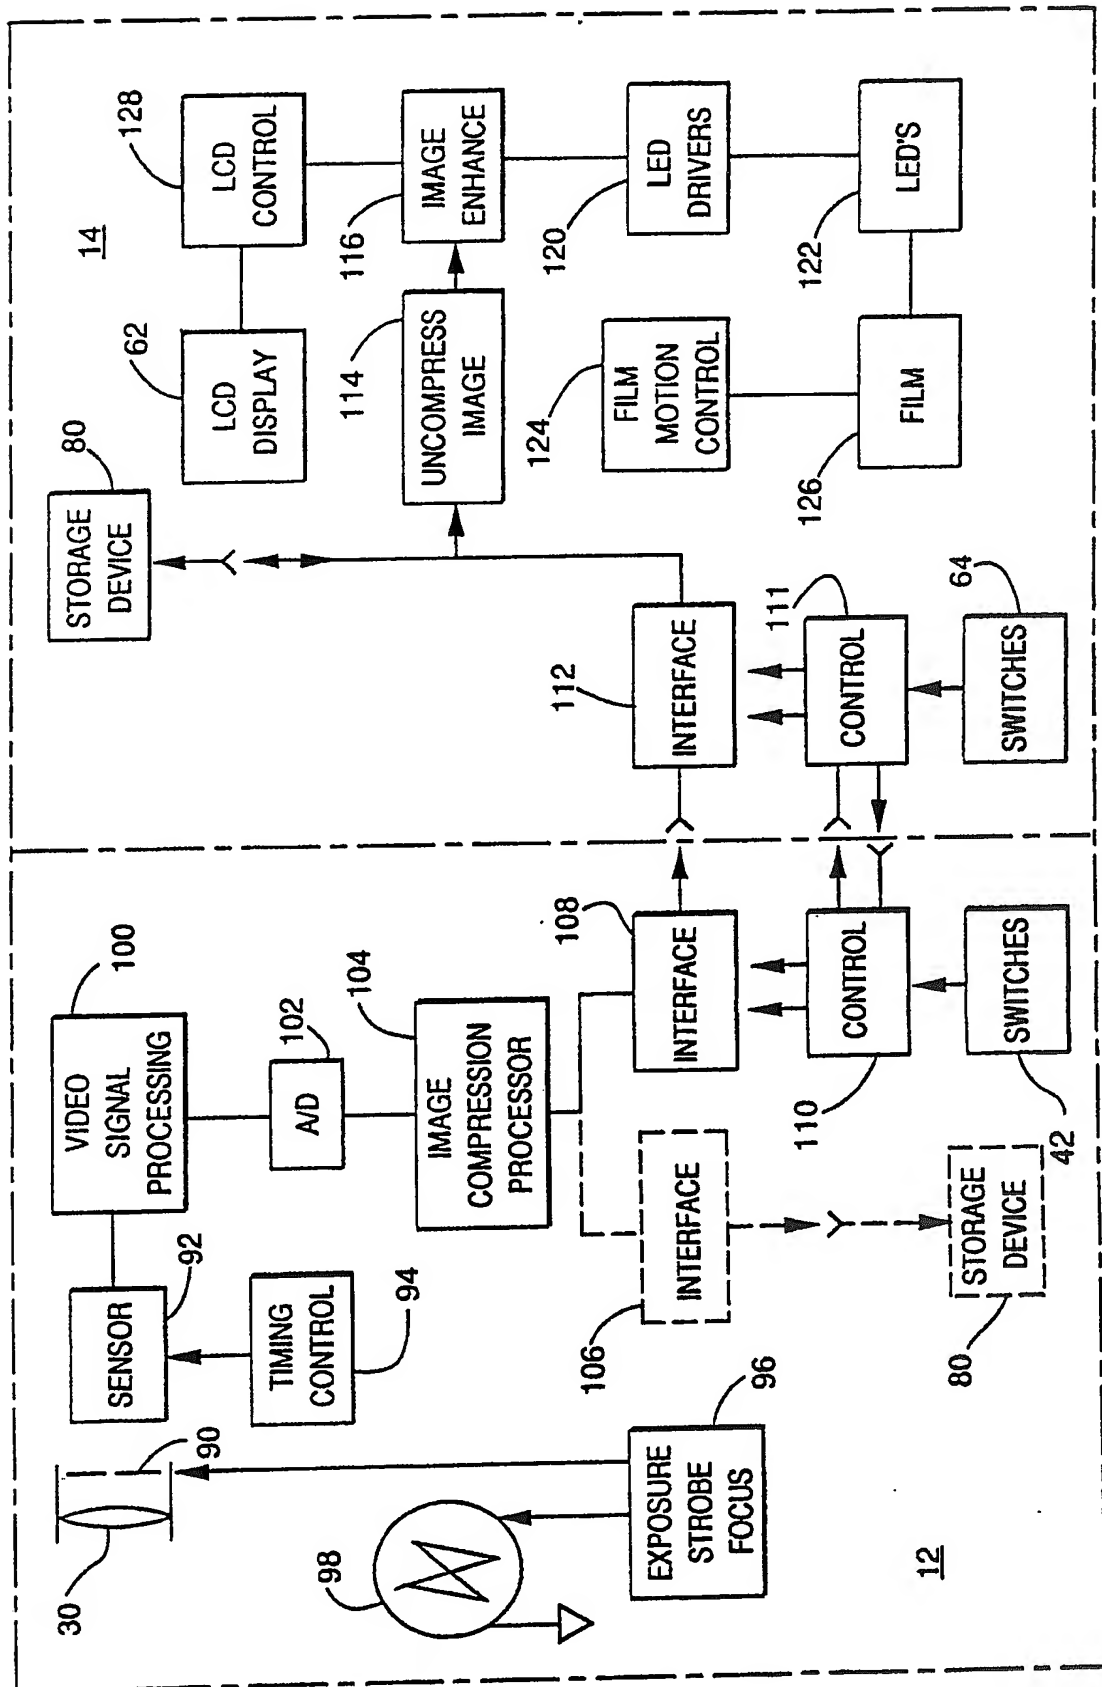 30
90
SENSOR
92
TIMING
CONTROL
94
VIDEO
SIGNAL
PROCESSING
100
A/D
102
IMAGE
COMPRESSION
PROCESSOR
104
98
EXPOSURE
STROBE
FOCUS
96
12
106
INTERFACE
INTERFACE
108
80
STORAGE
DEVICE
110
CONTROL
SWITCHES
42
STORAGE
DEVICE
80
14
LCD
DISPLAY
62
LCD
CONTROL
128
UNCOMPRESS
IMAGE
114
IMAGE
ENHANCE
116
112
INTERFACE
CONTROL
111
SWITCHES
64
FILM
MOTION
CONTROL
124
LED
DRIVERS
120
FILM
126
LED'S
122